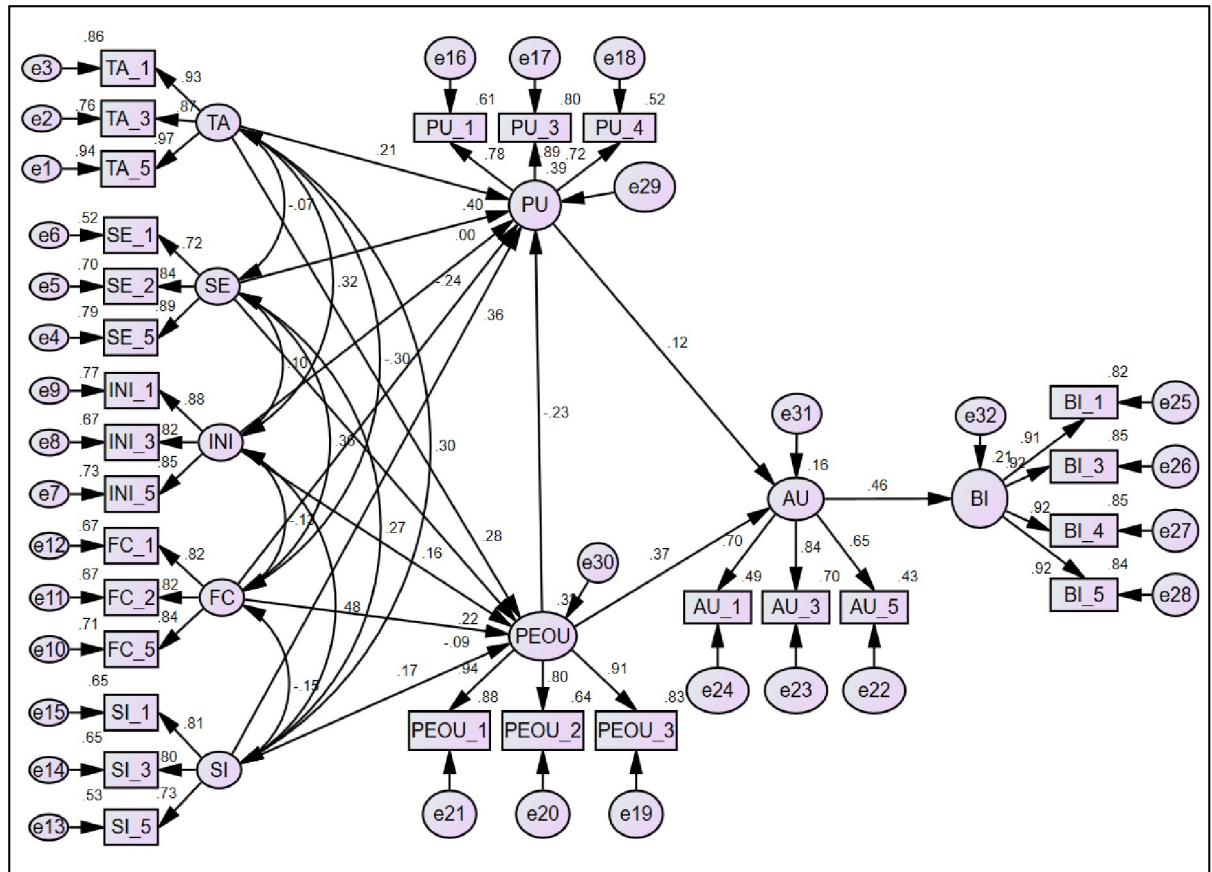 .86
e3 TA_1 .93
.76
e2 TA_3 .87 TA
.94 .97
e1 TA_5
.52
e6 SE_1 .72
.70
e5 SE_2 .84 SE
.79 .89
e4 SE_5
.77
e9 INI_1 .88
.67
e8 INI_3 .82 INI
.73 .85
e7 INI_5
.67
e12 FC_1 .82
.67
e11 FC_2 .82 FC
.71 .84
e10 FC_5
.65
e15 SI_1 .81
.65
e14 SI_3 .80 SI
.53 .73
e13 SI_5
e16 e17 e18
.61 .80 .52
PU_1 PU_3 PU_4
.78 .89 .72
.39
PU e29
.21
-.07
.40
.00
.32 -.24
.36
.10 -.30
-.23
.12
.30
-.13
.27 .16 .28
.48 .22
-.09
.17
-.15
e30
PEOU
.94 .80 .91
.88 .64 .83
PEOU_1 PEOU_2 PEOU_3
e21 e20 e19
.37
e31
.16
AU .46
.70 .84 .65
.49 .70 .43
AU_1 AU_3 AU_5
e24 e23 e22
e32
.21
BI
.82
.91 BI_1 e25
.85
.92 BI_3 e26
.85
.92 BI_4 e27
.84
.92 BI_5 e28